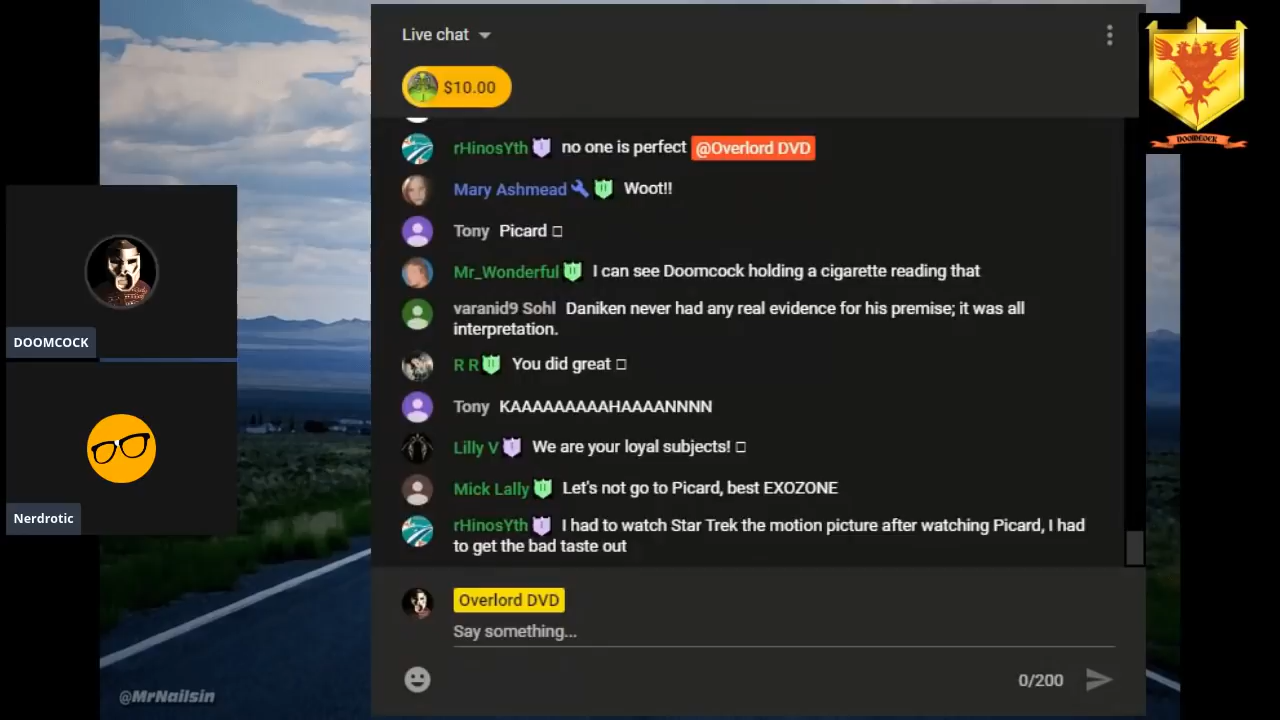 Live chat
$10.00
rHinosYth no one is perfect @Overlord DVD
Mary Ashmead Woot!!
Tony Picard
Mr_Wonderful I can see Doomcock holding a cigarette reading that
varanid9 Sohl Daniken never had any real evidence for his premise; it was all
interpretation.
R R You did great
Tony KAAAAAAAAAHAAAANNNN
Lilly V We are your loyal subjects!
Mick Lally Let's not go to Picard, best EXOZONE
rHinosYth I had to watch Star Trek the motion picture after watching Picard, I had
to get the bad taste out
Overlord DVD
Say something...
0/200
DOOMCOCK
Nerdrotic
@MrNailsin
DOOMCOCK